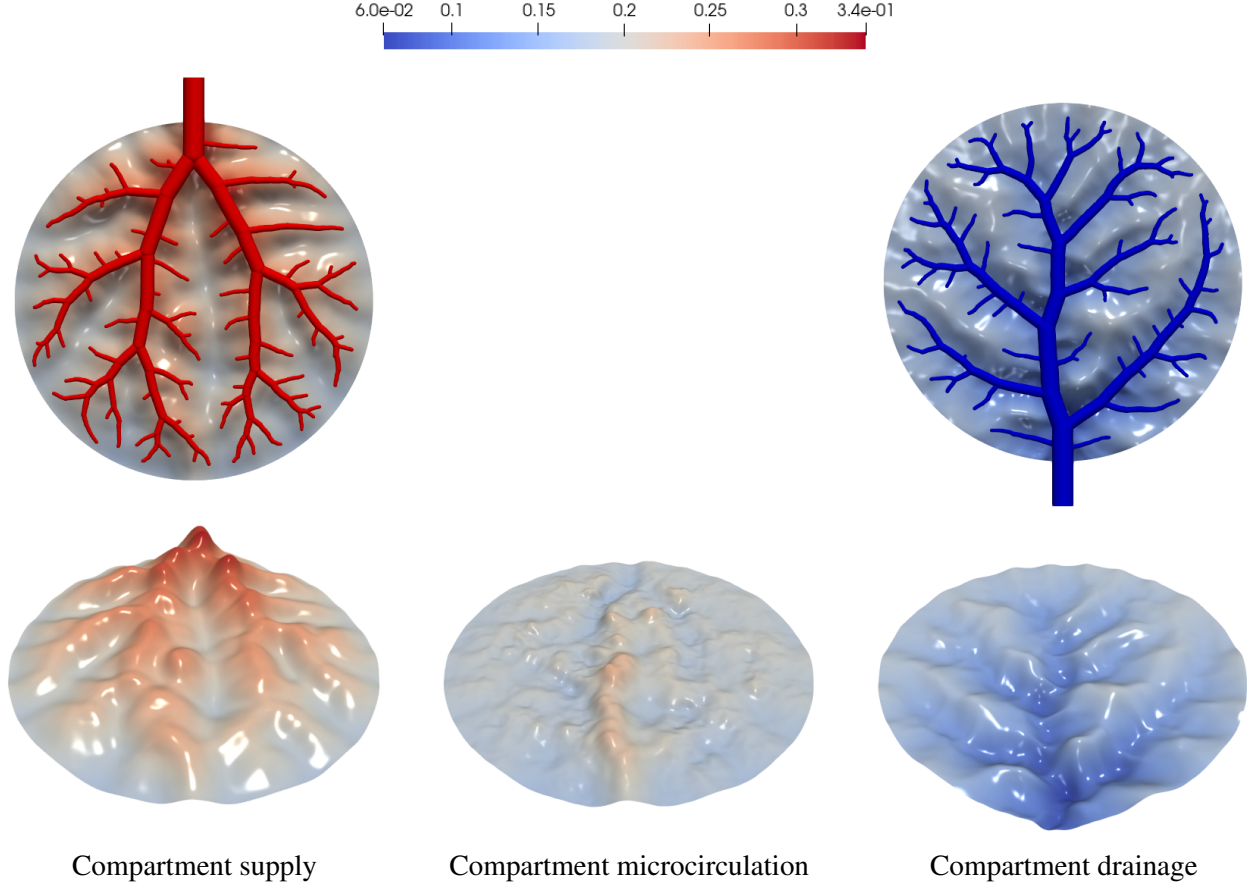 6.0e-02 0.1 0.15 0.2 0.25 0.3 3.4e-01
Compartment supply Compartment microcirculation Compartment drainage